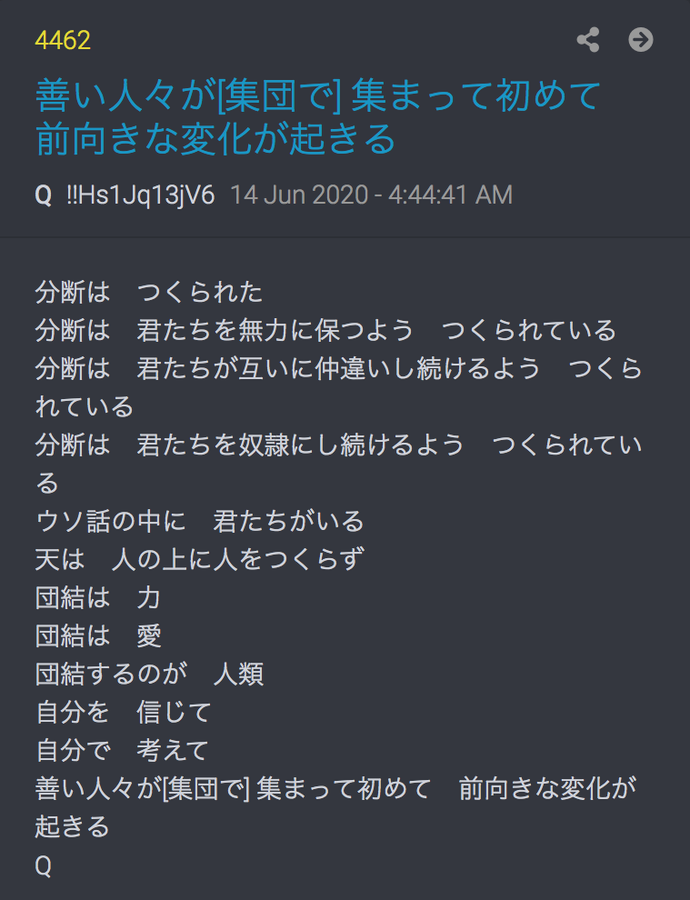 4462
善い人々が[集団で] 集まって初めて
前向きな変化が起きる
Q !!Hs1Jq13jV6 14 Jun 2020 - 4:44:41 AM
分断は　つくられた
分断は　君たちを無力に保つよう　つくられている
分断は　君たちが互いに仲違いし続けるよう　つくら
れている
分断は　君たちを奴隷にし続けるよう　つくられてい
る
ウソ話の中に　君たちがいる
天は　人の上に人をつくらず
団結は　力
団結は　愛
団結するのが　人類
自分を　信じて
自分で　考えて
善い人々が[集団で] 集まって初めて　前向きな変化が
起きる
Q